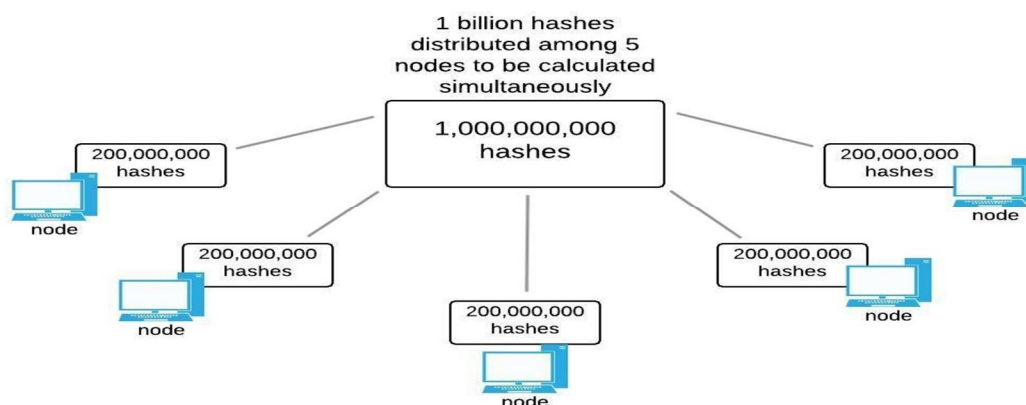 1 billion hashes
distributed among 5
nodes to be calculated
simultaneously
1,000,000,000
hashes
200,000,000
hashes
node
200,000,000
hashes
node
200,000,000
hashes
node
200,000,000
hashes
node
200,000,000
hashes
node